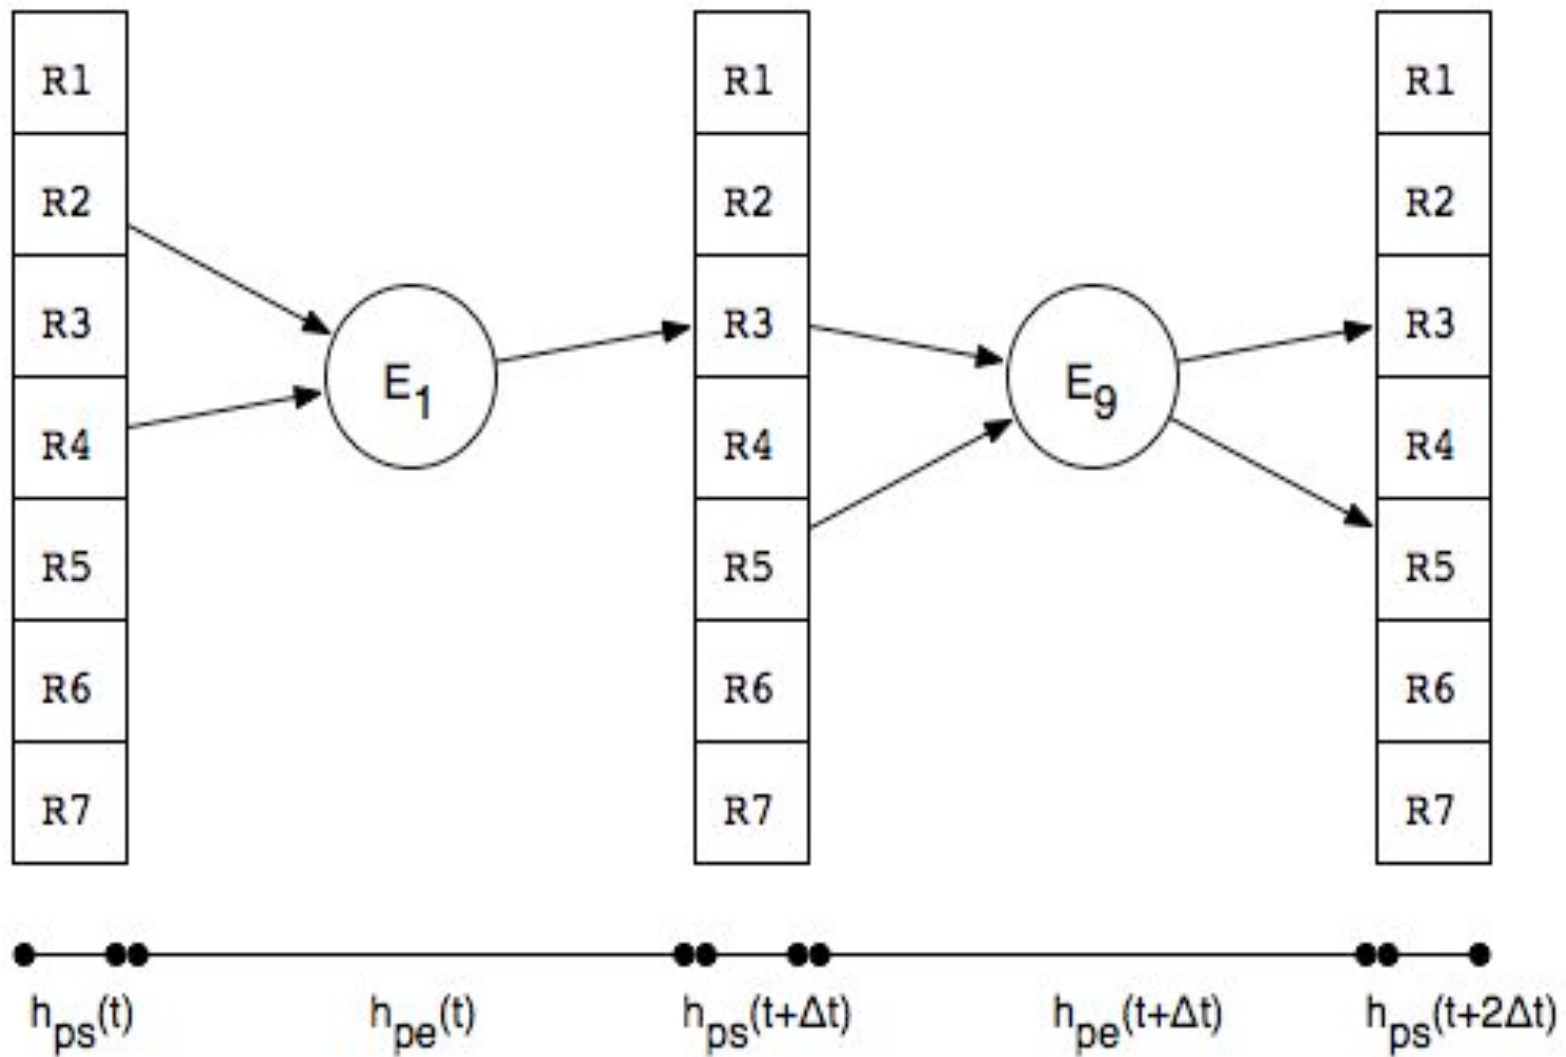 R1 R1 R1
R2 R2 R2
R3 R3 R3
E1 E9
R4 R4 R4
R5 R5 R5
R6 R6 R6
R7 R7 R7
hps(t) hpe(t) hps(t+Δt) hpe(t+Δt) hps(t+2Δt)